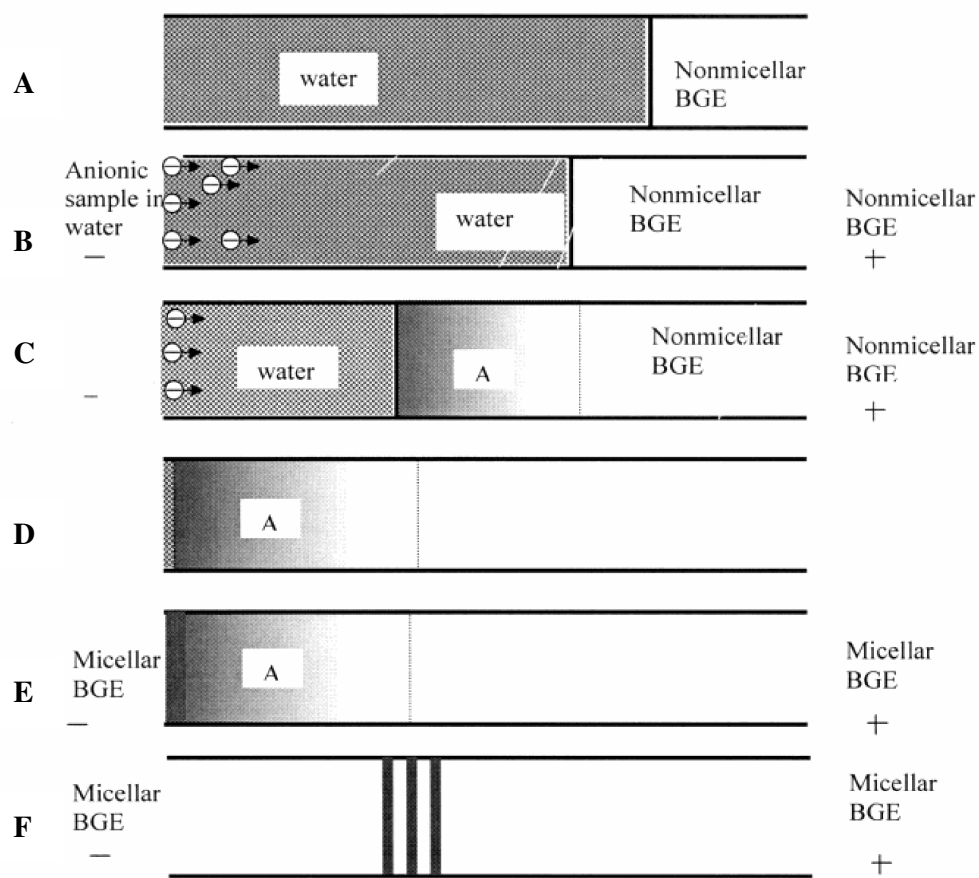 A
water
Nonmicellar
BGE
Anionic
sample in
water
B
−
water
Nonmicellar
BGE
Nonmicellar
BGE
+
C
−
water
A
Nonmicellar
BGE
Nonmicellar
BGE
+
D
A
Micellar
BGE
E
−
A
Micellar
BGE
+
Micellar
BGE
F
−
Micellar
BGE
+